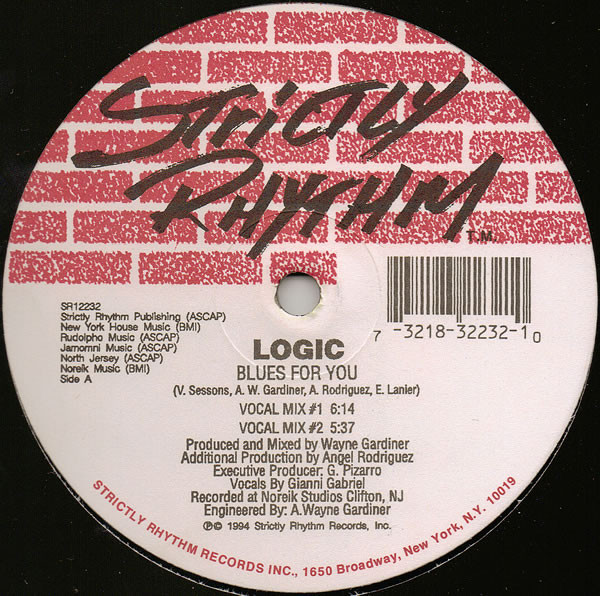 STRICTLY
RHYTHM
T.M.
SR12232
Strictly Rhythm Publishing (ASCAP)
New York House Music (BMI)
Rudolpho Music (ASCAP)
Jamomni Music (ASCAP)
North Jersey (ASCAP)
Noreik Music (BMI)
Side A
7 -3218-32232-1 0
LOGIC
BLUES FOR YOU
(V. Sessons, A. W. Gardiner, A. Rodriguez, E. Lanier)
VOCAL MIX #1 6:14
VOCAL MIX #2 5:37
Produced and Mixed by Wayne Gardiner
Additional Production by Angel Rodriguez
Executive Producer: G. Pizarro
Vocals By Gianni Gabriel
Recorded at Noreik Studios Clifton, NJ
Engineered By: A.Wayne Gardiner
℗© 1994 Strictly Rhythm Records, Inc.
STRICTLY RHYTHM RECORDS INC., 1650 Broadway, New York, N.Y. 10019